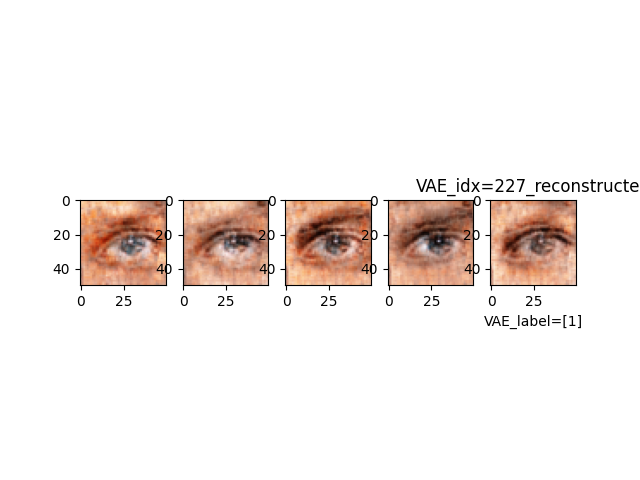 VAE_idx=227_reconstructe
0 0 0 0 0
20 20 20 20 20
40 40 40 40 40
0 25 0 25 0 25 0 25 0 25
VAE_label=[1]